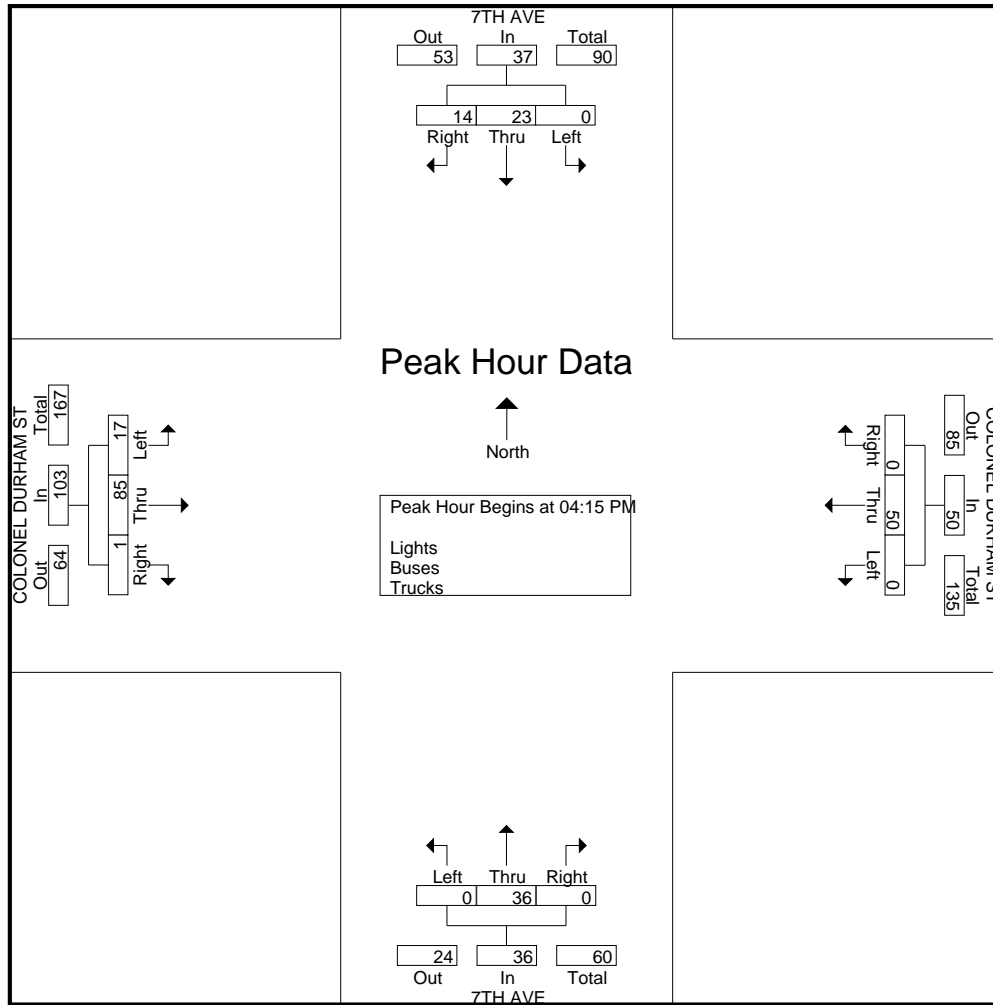 7TH AVE
Out In Total
53 37 90
14 23 0
Right Thru Left
Peak Hour Data
North
Peak Hour Begins at 04:15 PM
Lights
Buses
Trucks
COLONEL DURHAM ST
Out In Total
64 103 167
1 85 17
Right Thru Left
COLONEL DURHAM ST
Out In Total
85 50 135
0 50 0
Right Thru Left
Left Thru Right
0 36 0
24 36 60
Out In Total
7TH AVE